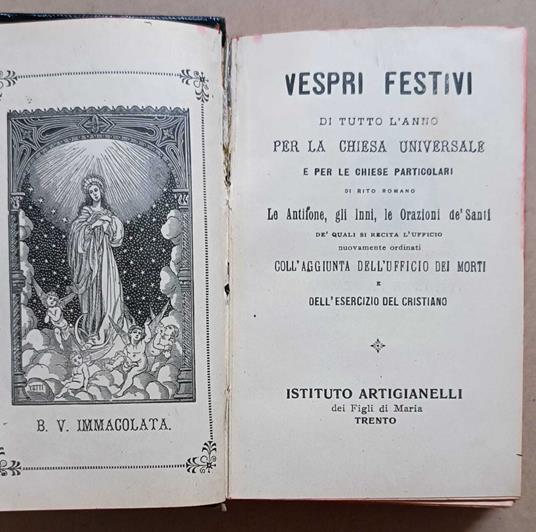 VETTI
B. V. IMMACOLATA.
VESPRI FESTIVI
DI TUTTO L'ANNO
PER LA CHIESA UNIVERSALE
E PER LE CHIESE PARTICOLARI
DI RITO ROMANO
Le Antifone, gli Inni, le Orazioni de' Santi
DE' QUALI SI RECITA L'UFFICIO
nuovamente ordinati
COLL'AGGIUNTA DELL'UFFICIO DEI MORTI
E
DELL'ESERCIZIO DEL CRISTIANO
ISTITUTO ARTIGIANELLI
dei Figli di Maria
TRENTO